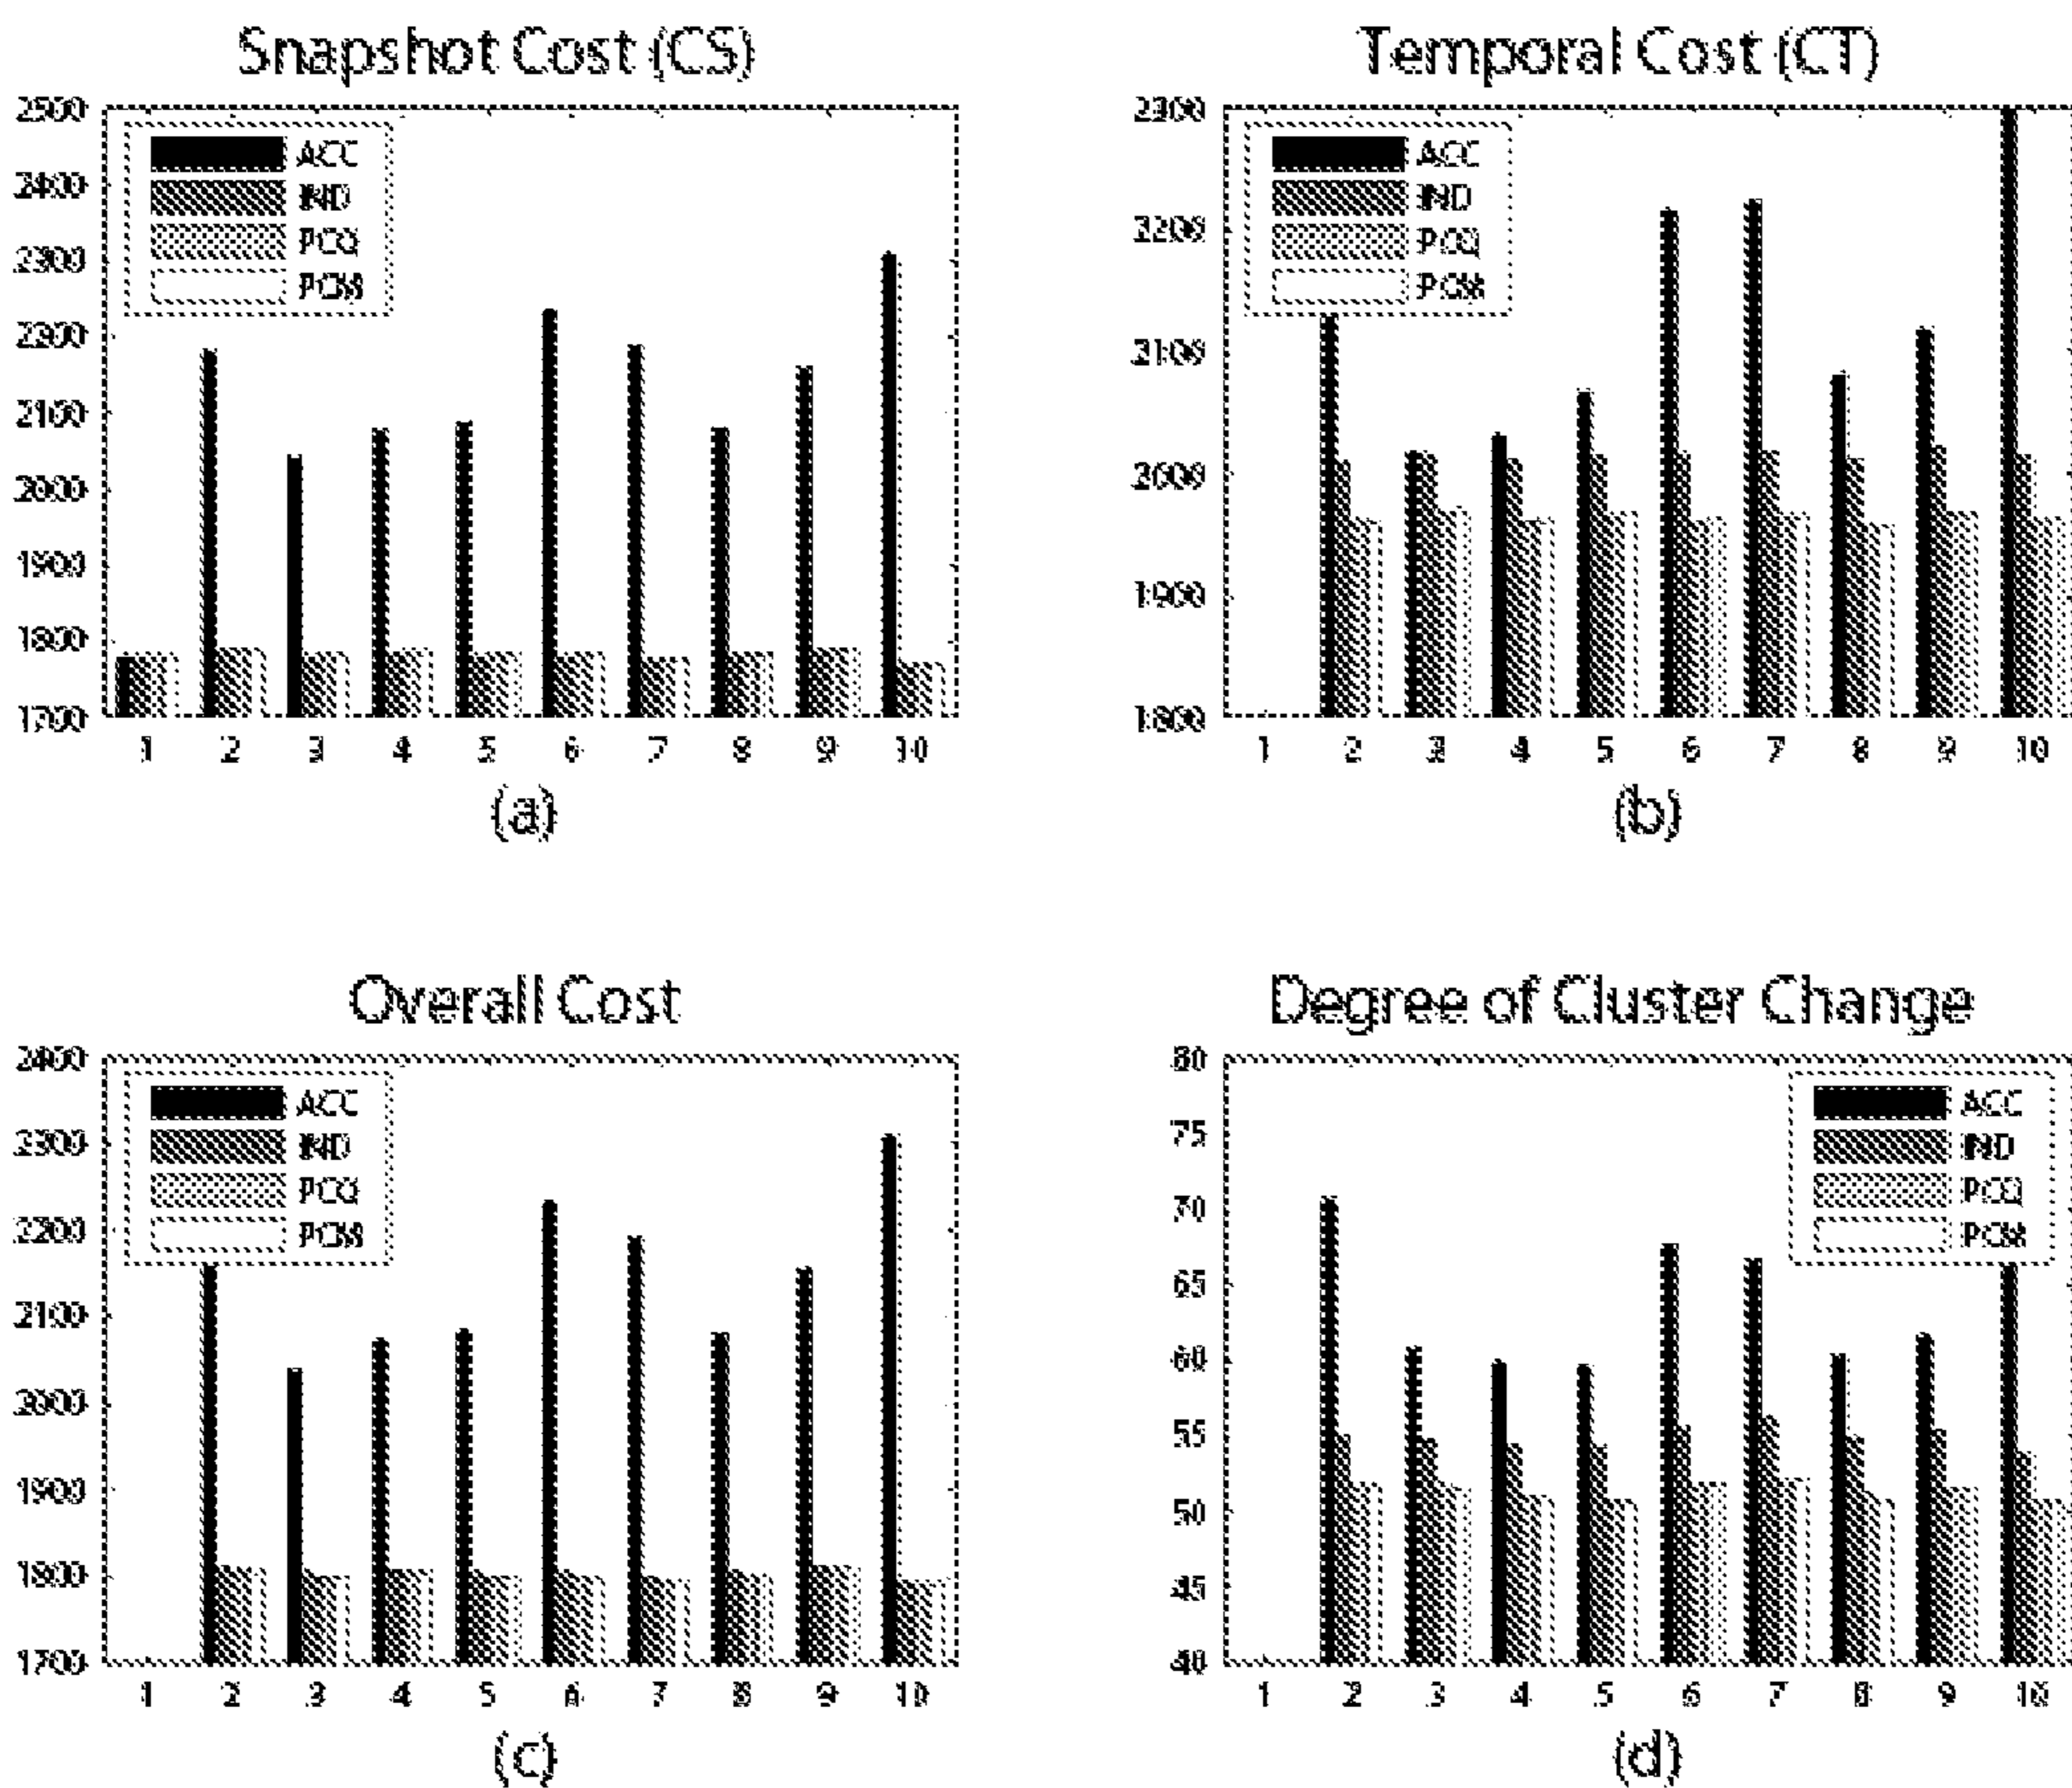 Snapshot Cost (CS)
2500
2400
2300
2200
2100
2000
1900
1800
1700
ACC
IND
PCQ
PCM
1 2 3 4 5 6 7 8 9 10
(a)
Temporal Cost (CT)
2300
2200
2100
2000
1900
1800
ACC
IND
PCQ
PCM
1 2 3 4 5 6 7 8 9 10
(b)
Overall Cost
2400
2300
2200
2100
2000
1900
1800
1700
ACC
IND
PCQ
PCM
1 2 3 4 5 6 7 8 9 10
(c)
Degree of Cluster Change
80
75
70
65
60
55
50
45
40
ACC
IND
PCQ
PCM
1 2 3 4 5 6 7 8 9 10
(d)